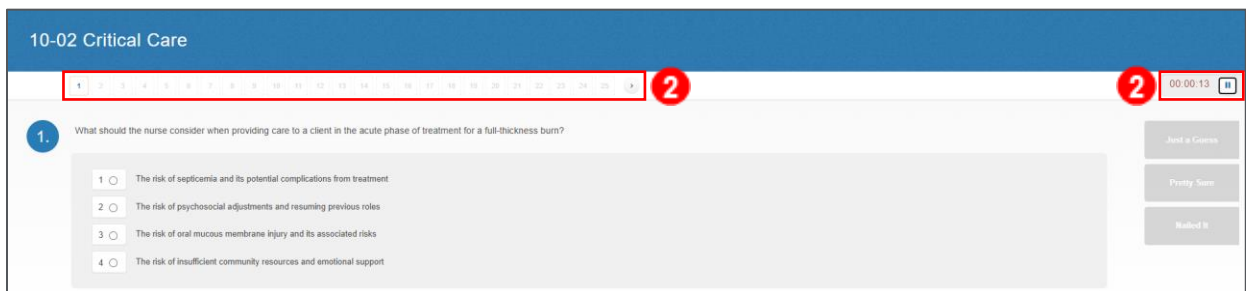 10-02 Critical Care
1 2 3 4 5 6 7 8 9 10 11 12 13 14 15 16 17 18 19 20 21 22 23 24 25 2 2 00:00:13
1. What should the nurse consider when providing care to a client in the acute phase of treatment for a full-thickness burn?
Just a Guess
1 The risk of septicemia and its potential complications from treatment
Pretty Sure
2 The risk of psychosocial adjustments and resuming previous roles
3 The risk of oral mucous membrane injury and its associated risks
Nailed It
4 The risk of insufficient community resources and emotional support